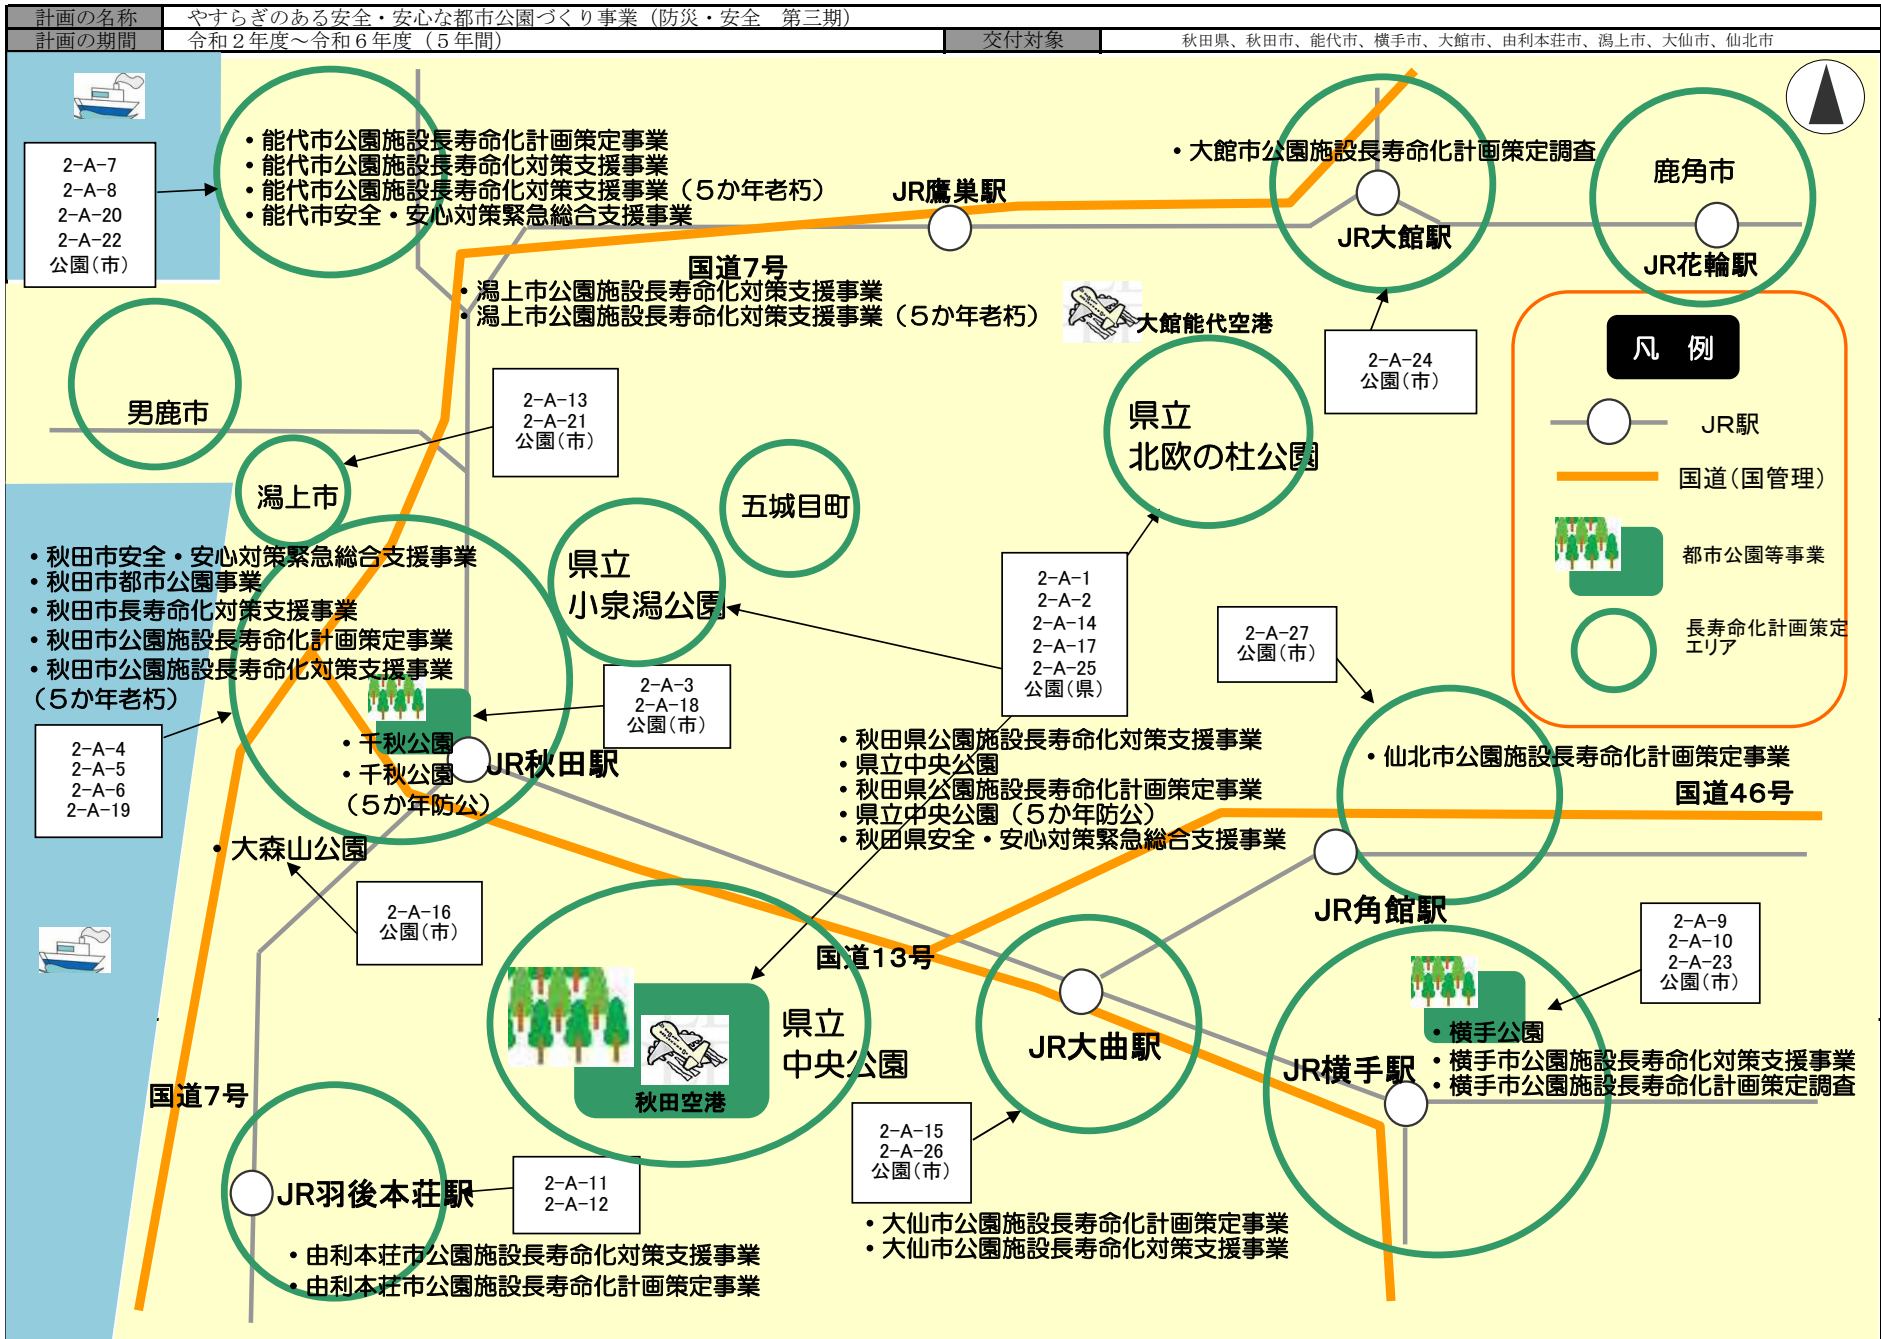 計画の名称 やすらぎのある安全・安心な都市公園づくり事業（防災・安全　第三期）
計画の期間 令和２年度～令和６年度（５年間） 交付対象 秋田県、秋田市、能代市、横手市、大館市、由利本荘市、潟上市、大仙市、仙北市
2-A-7
2-A-8
2-A-20
2-A-22
公園（市）
・能代市公園施設長寿命化計画策定事業
・能代市公園施設長寿命化対策支援事業
・能代市公園施設長寿命化対策支援事業（５か年老朽）
・能代市安全・安心対策緊急総合支援事業
JR鷹巣駅
・大館市公園施設長寿命化計画策定調査
JR大館駅
鹿角市
JR花輪駅
国道7号
・潟上市公園施設長寿命化対策支援事業
・潟上市公園施設長寿命化対策支援事業（５か年老朽）
大館能代空港
2-A-24
公園（市）
凡　例
JR駅
国道（国管理）
都市公園等事業
長寿命化計画策定
エリア
男鹿市
2-A-13
2-A-21
公園（市）
県立
北欧の杜公園
潟上市
五城目町
県立
小泉潟公園
・秋田市安全・安心対策緊急総合支援事業
・秋田市都市公園事業
・秋田市長寿命化対策支援事業
・秋田市公園施設長寿命化計画策定事業
・秋田市公園施設長寿命化対策支援事業
（５か年老朽）
2-A-1
2-A-2
2-A-14
2-A-17
2-A-25
公園（県）
2-A-27
公園（市）
2-A-3
2-A-18
公園（市）
2-A-4
2-A-5
2-A-6
2-A-19
・千秋公園
・千秋公園
（５か年防公）
JR秋田駅
・秋田県公園施設長寿命化対策支援事業
・県立中央公園
・秋田県公園施設長寿命化計画策定事業
・県立中央公園（５か年防公）
・秋田県安全・安心対策緊急総合支援事業
・仙北市公園施設長寿命化計画策定事業
国道46号
・大森山公園
2-A-16
公園（市）
JR角館駅
国道13号
2-A-9
2-A-10
2-A-23
公園（市）
県立
中央公園
秋田空港
JR大曲駅
JR横手駅
・横手公園
・横手市公園施設長寿命化対策支援事業
・横手市公園施設長寿命化計画策定調査
国道7号
2-A-15
2-A-26
公園（市）
JR羽後本荘駅
2-A-11
2-A-12
・大仙市公園施設長寿命化計画策定事業
・大仙市公園施設長寿命化対策支援事業
・由利本荘市公園施設長寿命化対策支援事業
・由利本荘市公園施設長寿命化計画策定事業